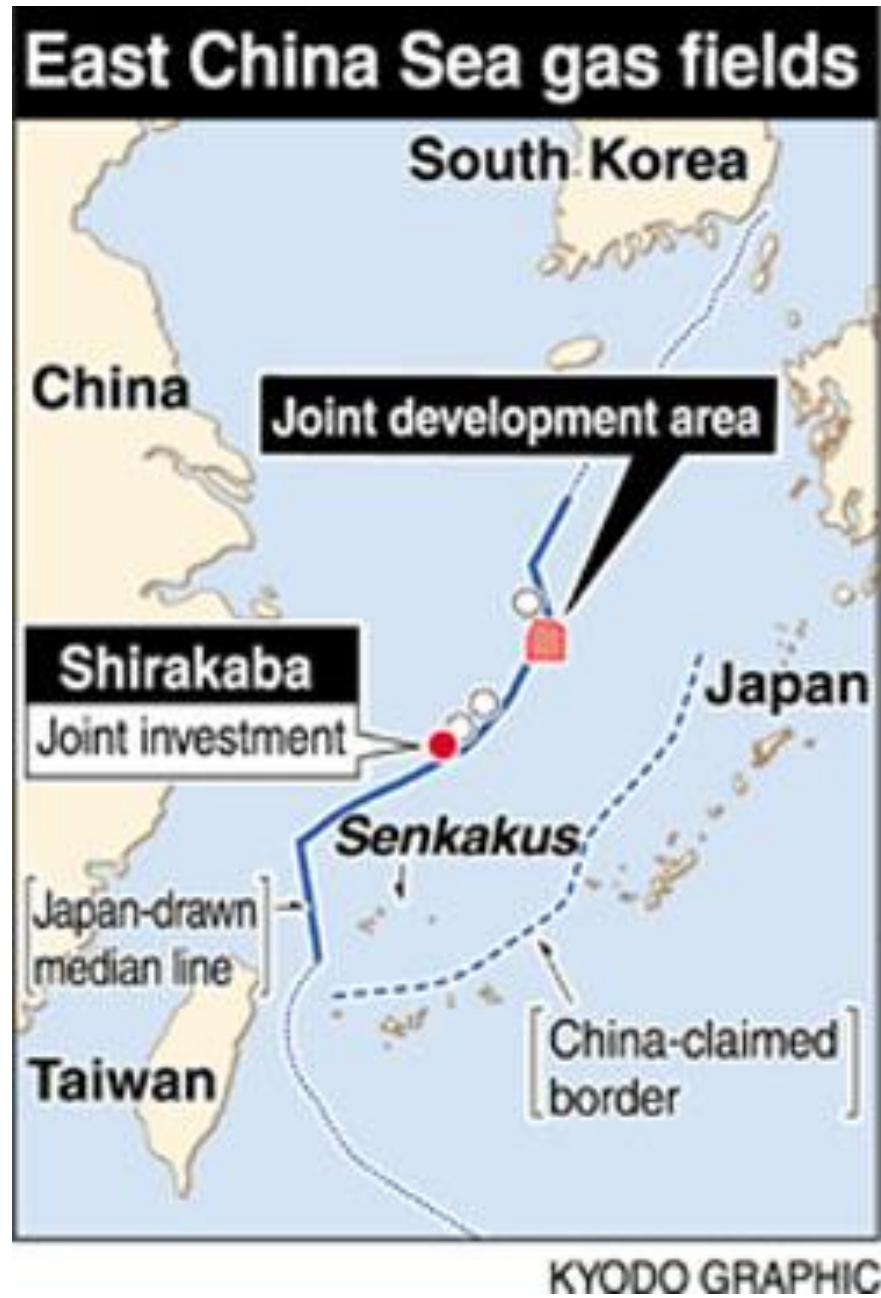 East China Sea gas fields
South Korea
China
Joint development area
Shirakaba
Joint investment
Japan
Senkakus
Japan-drawn
median line
China-claimed
border
Taiwan
KYODO GRAPHIC